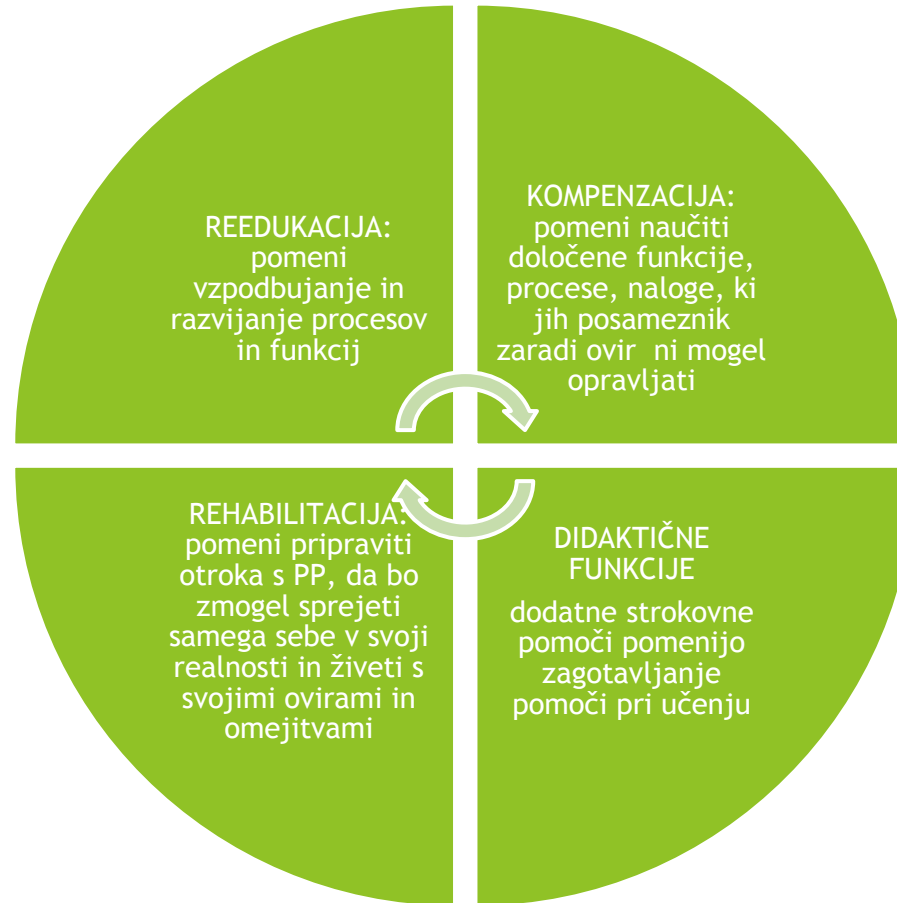 REEDUKACIJA:
pomeni
vzpodbujanje in
razvijanje procesov
in funkcij
KOMPENZACIJA:
pomeni naučiti
določene funkcije,
procese, naloge, ki
jih posameznik
zaradi ovir  ni mogel
opravljati
REHABILITACIJA:
pomeni pripraviti
otroka s PP, da bo
zmogel sprejeti
samega sebe v svoji
realnosti in živeti s
svojimi ovirami in
omejitvami
DIDAKTIČNE
FUNKCIJE
dodatne strokovne
pomoči pomenijo
zagotavljanje
pomoči pri učenju